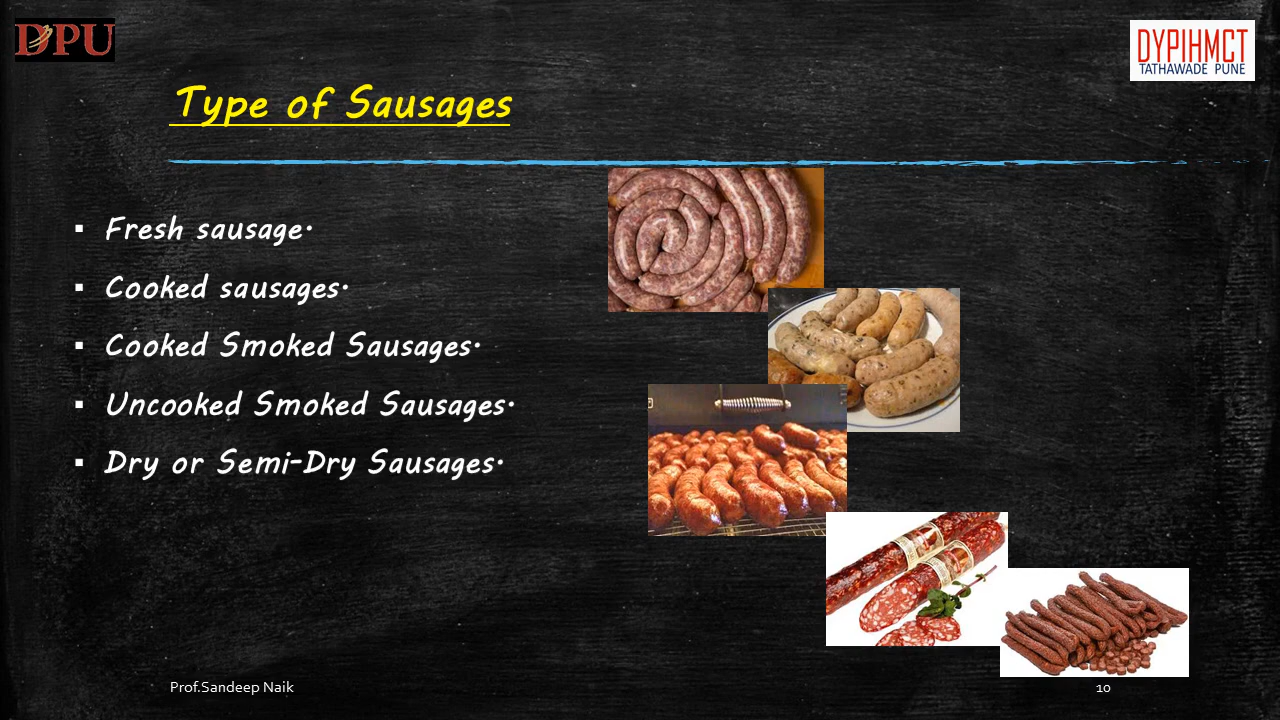 DPU
DYPIHMCT
TATHAWADE PUNE
Type of Sausages
▪ Fresh sausage.
▪ Cooked sausages.
▪ Cooked Smoked Sausages.
▪ Uncooked Smoked Sausages.
▪ Dry or Semi-Dry Sausages.
Prof.Sandeep Naik
10